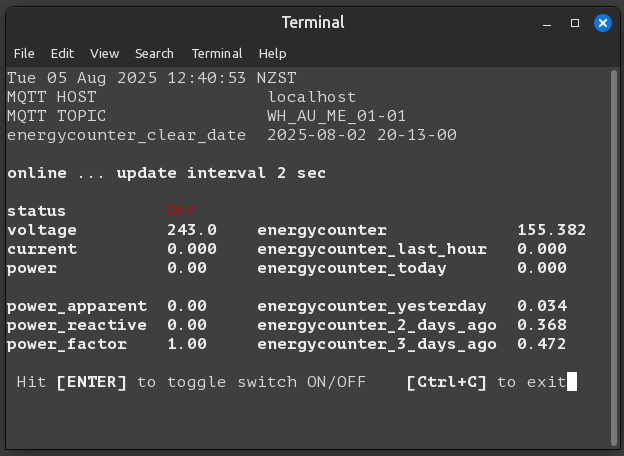 Terminal
File Edit View Search Terminal Help
Tue 05 Aug 2025 12:40:53 NZST
MQTT HOST                 localhost
MQTT TOPIC                WH_AU_ME_01-01
energycounter_clear_date  2025-08-02 20-13-00
online ... update interval 2 sec
status
voltage         243.0    energycounter             155.382
current         0.000    energycounter_last_hour   0.000
power           0.00     energycounter_today       0.000
power_apparent  0.00     energycounter_yesterday   0.034
power_reactive  0.00     energycounter_2_days_ago  0.368
power_factor    1.00     energycounter_3_days_ago  0.472
Hit [ENTER] to toggle switch ON/OFF    [Ctrl+C] to exit